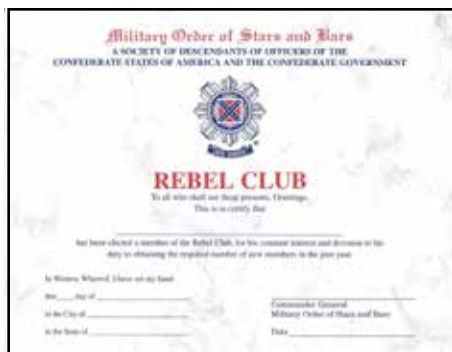 Military Order of Stars and Bars
A SOCIETY OF DESCENDANTS OF OFFICERS OF THE
CONFEDERATE STATES OF AMERICA AND THE CONFEDERATE GOVERNMENT
REBEL CLUB
To all who shall see these presents, Greetings,
This is to certify that
has been elected a member of the Rebel Club, for his constant interest and devotion to his
duty to obtaining the required number of new members in the past year
In Witness Whereof, I have set my hand
this day of
in the City of
in the State of
Commander General
Military Order of Stars and Bars
Date